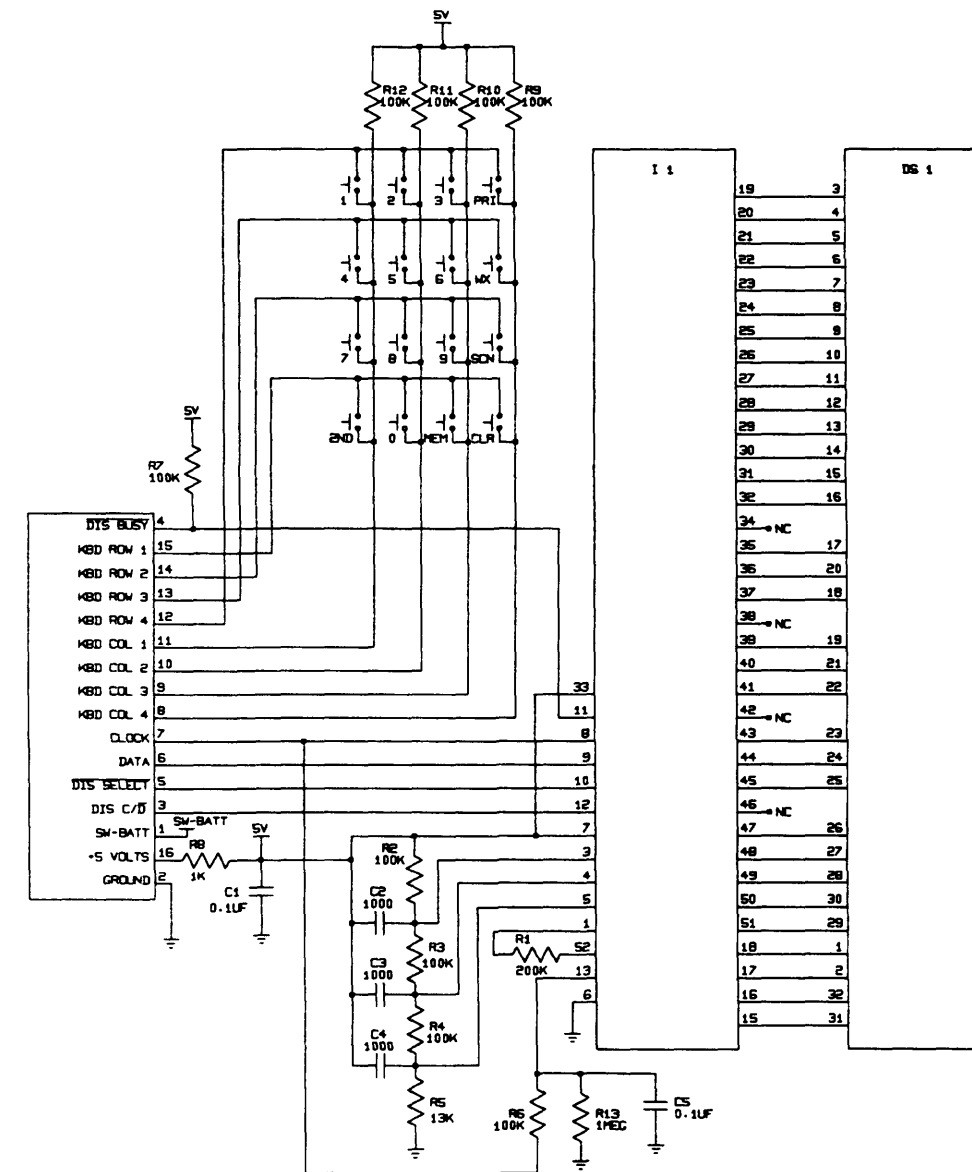 5V
R12 R11 R10 R9
100K 100K 100K 100K
1 2 3 PRI
4 5 6 WX
7 8 9 SCN
2ND 0 MEM CLR
5V
R7
100K
DIS BUSY 4
KBD ROW 1 15
KBD ROW 2 14
KBD ROW 3 13
KBD ROW 4 12
KBD COL 1 11
KBD COL 2 10
KBD COL 3 9
KBD COL 4 8
CLOCK 7
DATA 6
DIS SELECT 5
DIS C/D 3
SW-BATT 1
+5 VOLTS 16
GROUND 2
SW-BATT
R8
1K
5V
C1
0.1UF
R2
100K
C2
1000
R3
100K
C3
1000
R4
100K
C4
1000
R5
13K
R1
200K
R6
100K
R13
1MEG
C5
0.1UF
I 1
33
11
8
9
10
12
7
3
4
5
1
52
13
6
DS 1
19 3
20 4
21 5
22 6
23 7
24 8
25 9
26 10
27 11
28 12
29 13
30 14
31 15
32 16
34 NC
35 17
36 20
37 18
38 NC
39 19
40 21
41 22
42 NC
43 23
44 24
45 25
46 NC
47 26
48 27
49 28
50 30
51 29
18 1
17 2
16 32
15 31